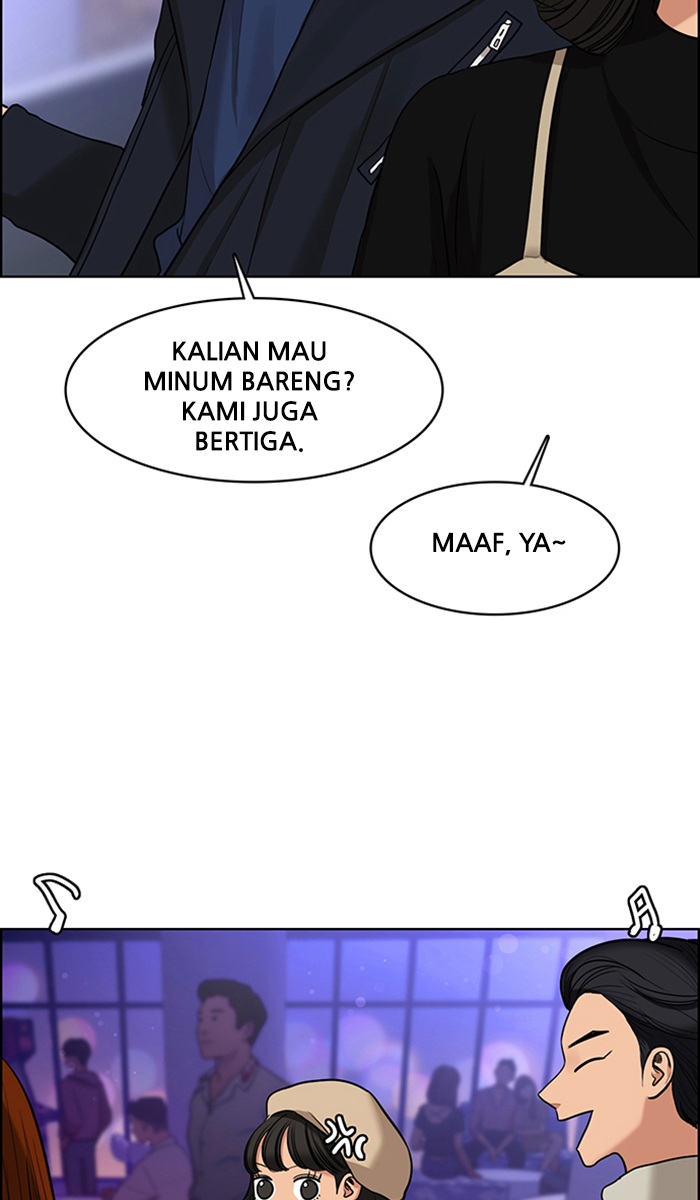 KALIAN MAU
MINUM BARENG?
KAMI JUGA
BERTIGA.
MAAF, YA~